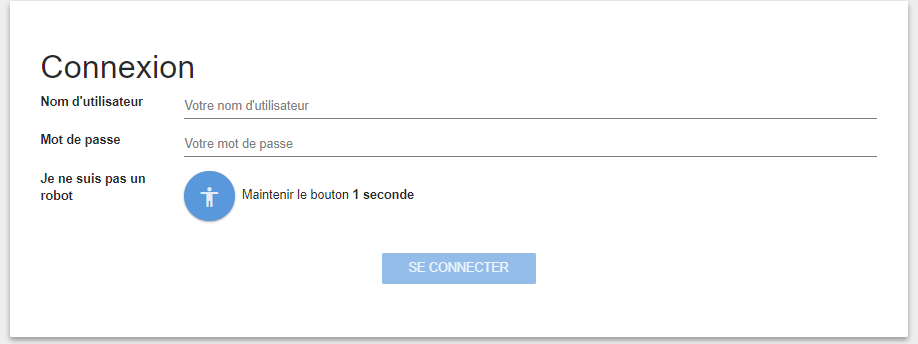 Connexion
Nom d'utilisateur
Votre nom d'utilisateur
Mot de passe
Votre mot de passe
Je ne suis pas un
robot
Maintenir le bouton 1 seconde
SE CONNECTER